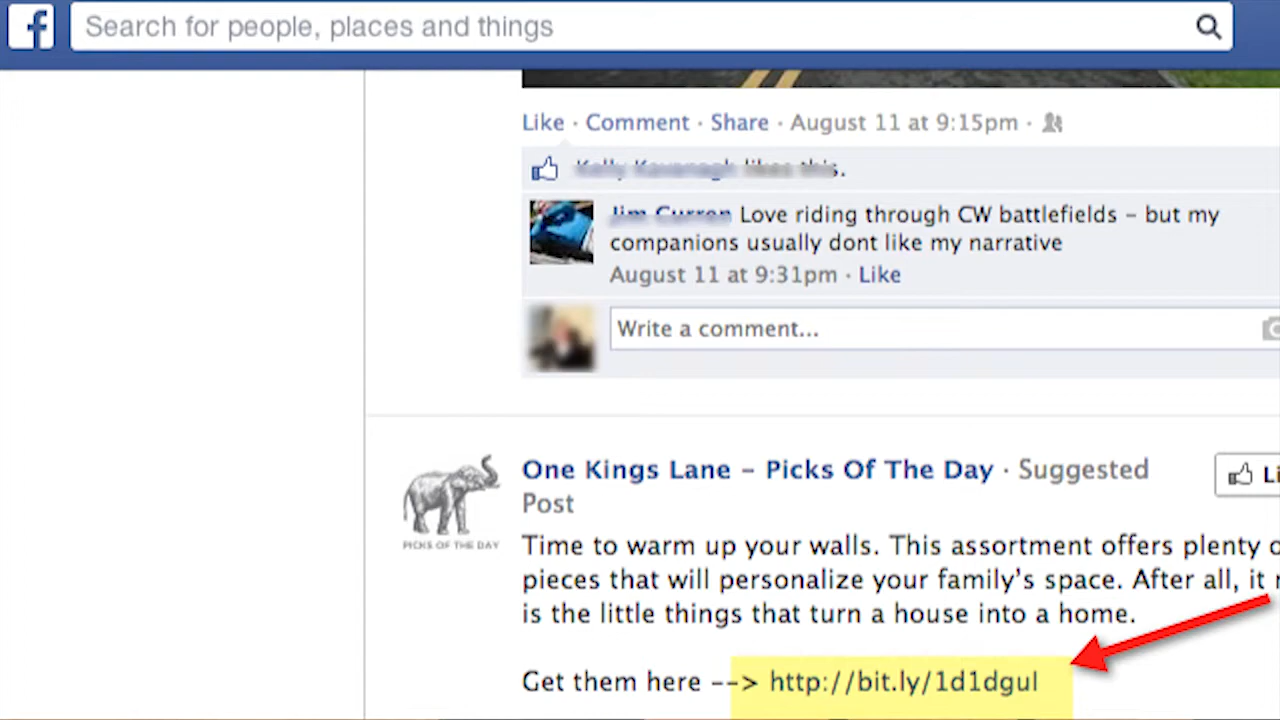 Search for people, places and things
Like · Comment · Share · August 11 at 9:15pm ·
likes this.
Love riding through CW battlefields – but my
companions usually dont like my narrative
August 11 at 9:31pm · Like
Write a comment...
One Kings Lane – Picks Of The Day · Suggested
Post
Li
PICKS OF THE DAY
Time to warm up your walls. This assortment offers plenty
pieces that will personalize your family's space. After all, it
is the little things that turn a house into a home.
Get them here --> http://bit.ly/1d1dgul